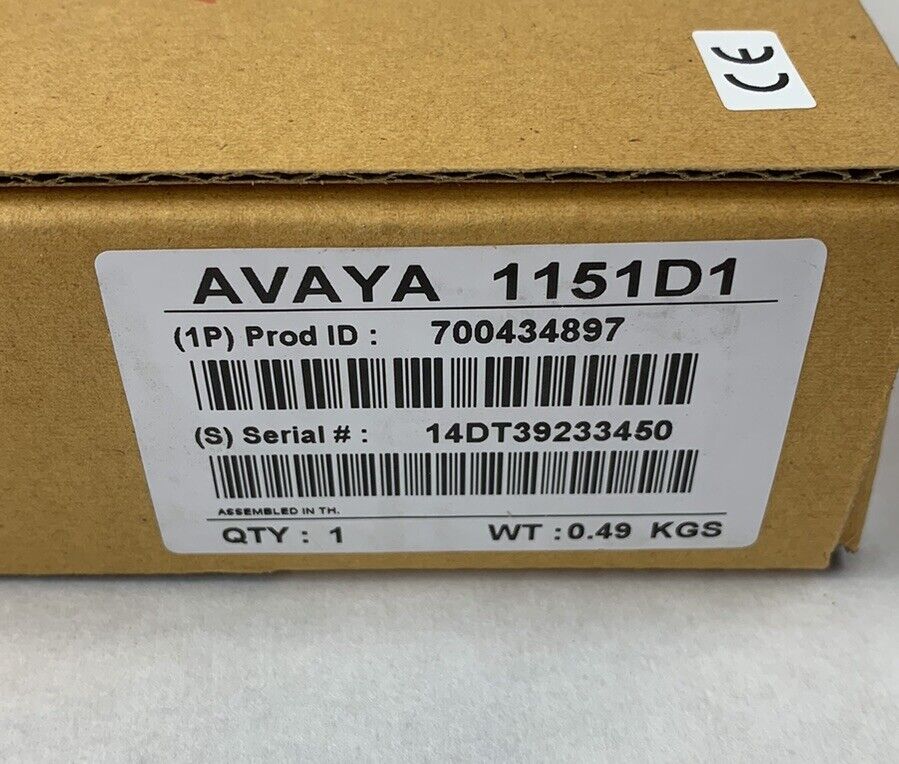 CE
AVAYA 1151D1
(1P) Prod ID : 700434897
(S) Serial # : 14DT39233450
ASSEMBLED IN TH.
QTY : 1 WT : 0.49 KGS